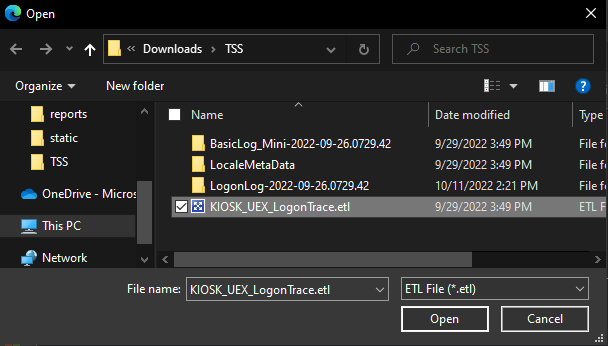 Open
« Downloads > TSS
Search TSS
Organize
New folder
reports
static
TSS
OneDrive - Micros
This PC
Network
Name
Date modified
Type
BasicLog_Mini-2022-09-26.0729.42
9/29/2022 3:49 PM
File f
LocaleMetaData
9/29/2022 3:49 PM
File f
LogonLog-2022-09-26.0729.42
10/11/2022 2:21 PM
File f
KIOSK_UEX_LogonTrace.etl
9/29/2022 3:49 PM
ETL F
File name:
KIOSK_UEX_LogonTrace.etl
ETL File (*.etl)
Open
Cancel